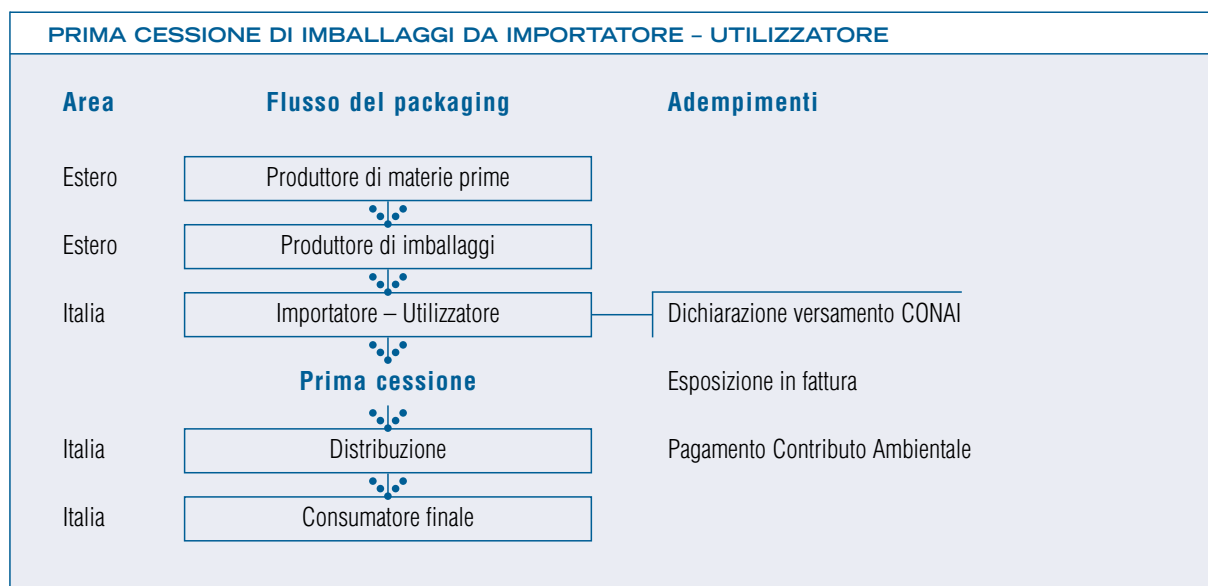 PRIMA CESSIONE DI IMBALLAGGI DA IMPORTATORE – UTILIZZATORE
Area Flusso del packaging Adempimenti
Estero Produttore di materie prime
Estero Produttore di imballaggi
Italia Importatore – Utilizzatore Dichiarazione versamento CONAI
Prima cessione Esposizione in fattura
Italia Distribuzione Pagamento Contributo Ambientale
Italia Consumatore finale